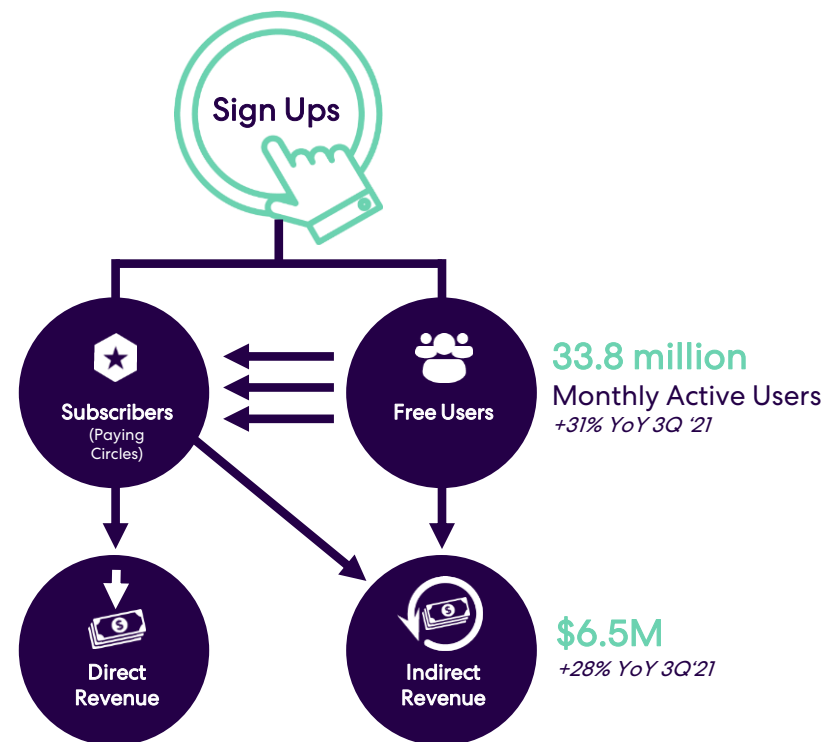 Sign Ups
Subscribers
(Paying
Circles)
Free Users
33.8 million
Monthly Active Users
+31% YoY 3Q ‘21
Direct
Revenue
Indirect
Revenue
$6.5M
+28% YoY 3Q‘21